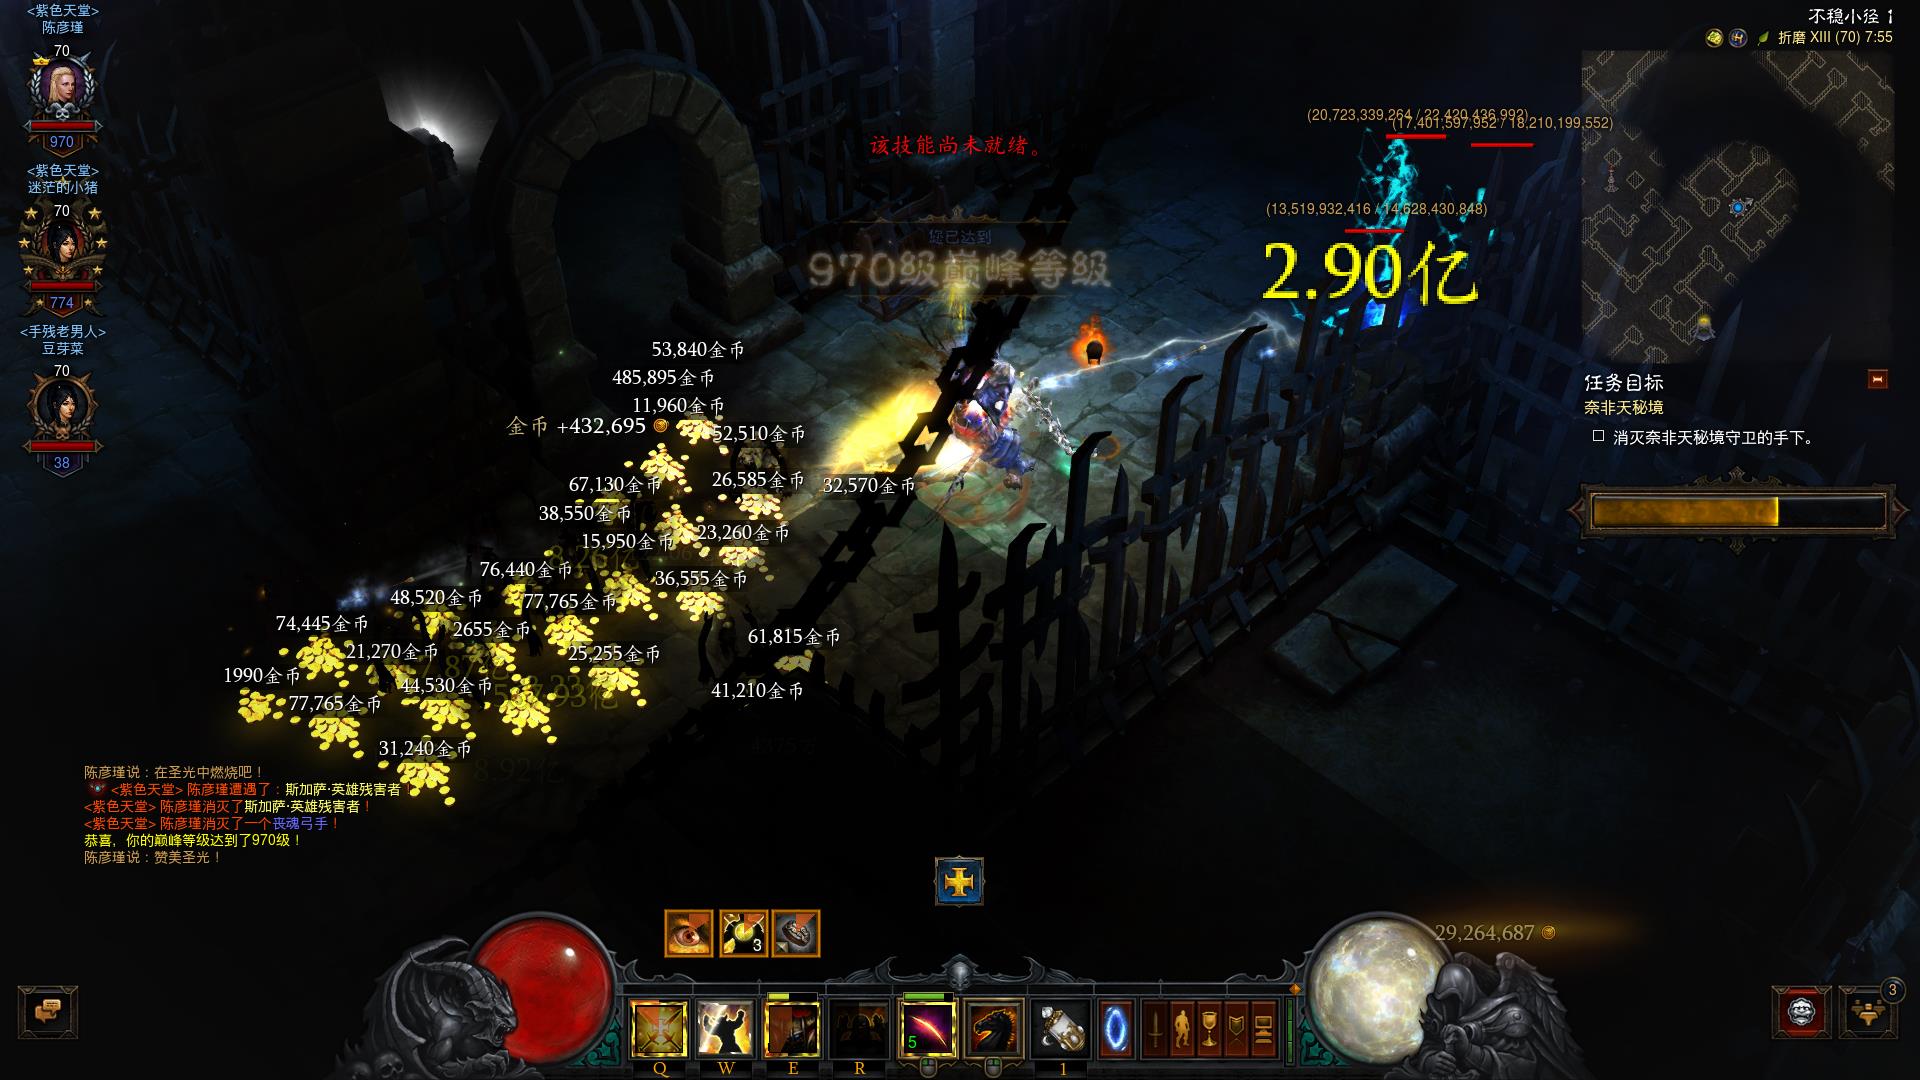 <紫色天堂>
陈彦瑾
70
970
<紫色天堂>
迷茫的小猪
70
774
<手残老男人>
豆芽菜
70
38
不稳小径 1
折磨 XIII (70) 7:55
(20,723,339,264 / 22,420,436,992)
(17,401,597,952 / 18,210,199,552)
该技能尚未就绪。
(13,519,932,416 / 14,628,430,848)
您已达到
970级巅峰等级
2.90亿
53,840金币
485,895金币
11,960金币
金币 +432,695
52,510金币
67,130金币
26,585金币
32,570金币
38,550金币
23,260金币
15,950金币
76,440金币
36,555金币
48,520金币
77,765金币
74,445金币
2655金币
61,815金币
21,270金币
25,255金币
1990金币
44,530金币
41,210金币
77,765金币
31,240金币
8.92亿
任务目标
奈非天秘境
消灭奈非天秘境守卫的手下。
陈彦瑾说：在圣光中燃烧吧！
<紫色天堂> 陈彦瑾遭遇了：斯加萨·英雄残害者！
<紫色天堂> 陈彦瑾消灭了斯加萨·英雄残害者！
<紫色天堂> 陈彦瑾消灭了一个丧魂弓手！
恭喜，你的巅峰等级达到了970级！
陈彦瑾说：赞美圣光！
3
29,264,687
5
Q W E R 1
3